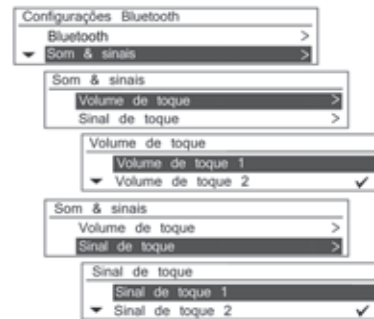 Configurações Bluetooth
Bluetooth >
Som & sinais >
Som & sinais
Volume de toque >
Sinal de toque >
Volume de toque
Volume de toque 1
Volume de toque 2 ✓
Som & sinais
Volume de toque >
Sinal de toque >
Sinal de toque
Sinal de toque 1
Sinal de toque 2 ✓